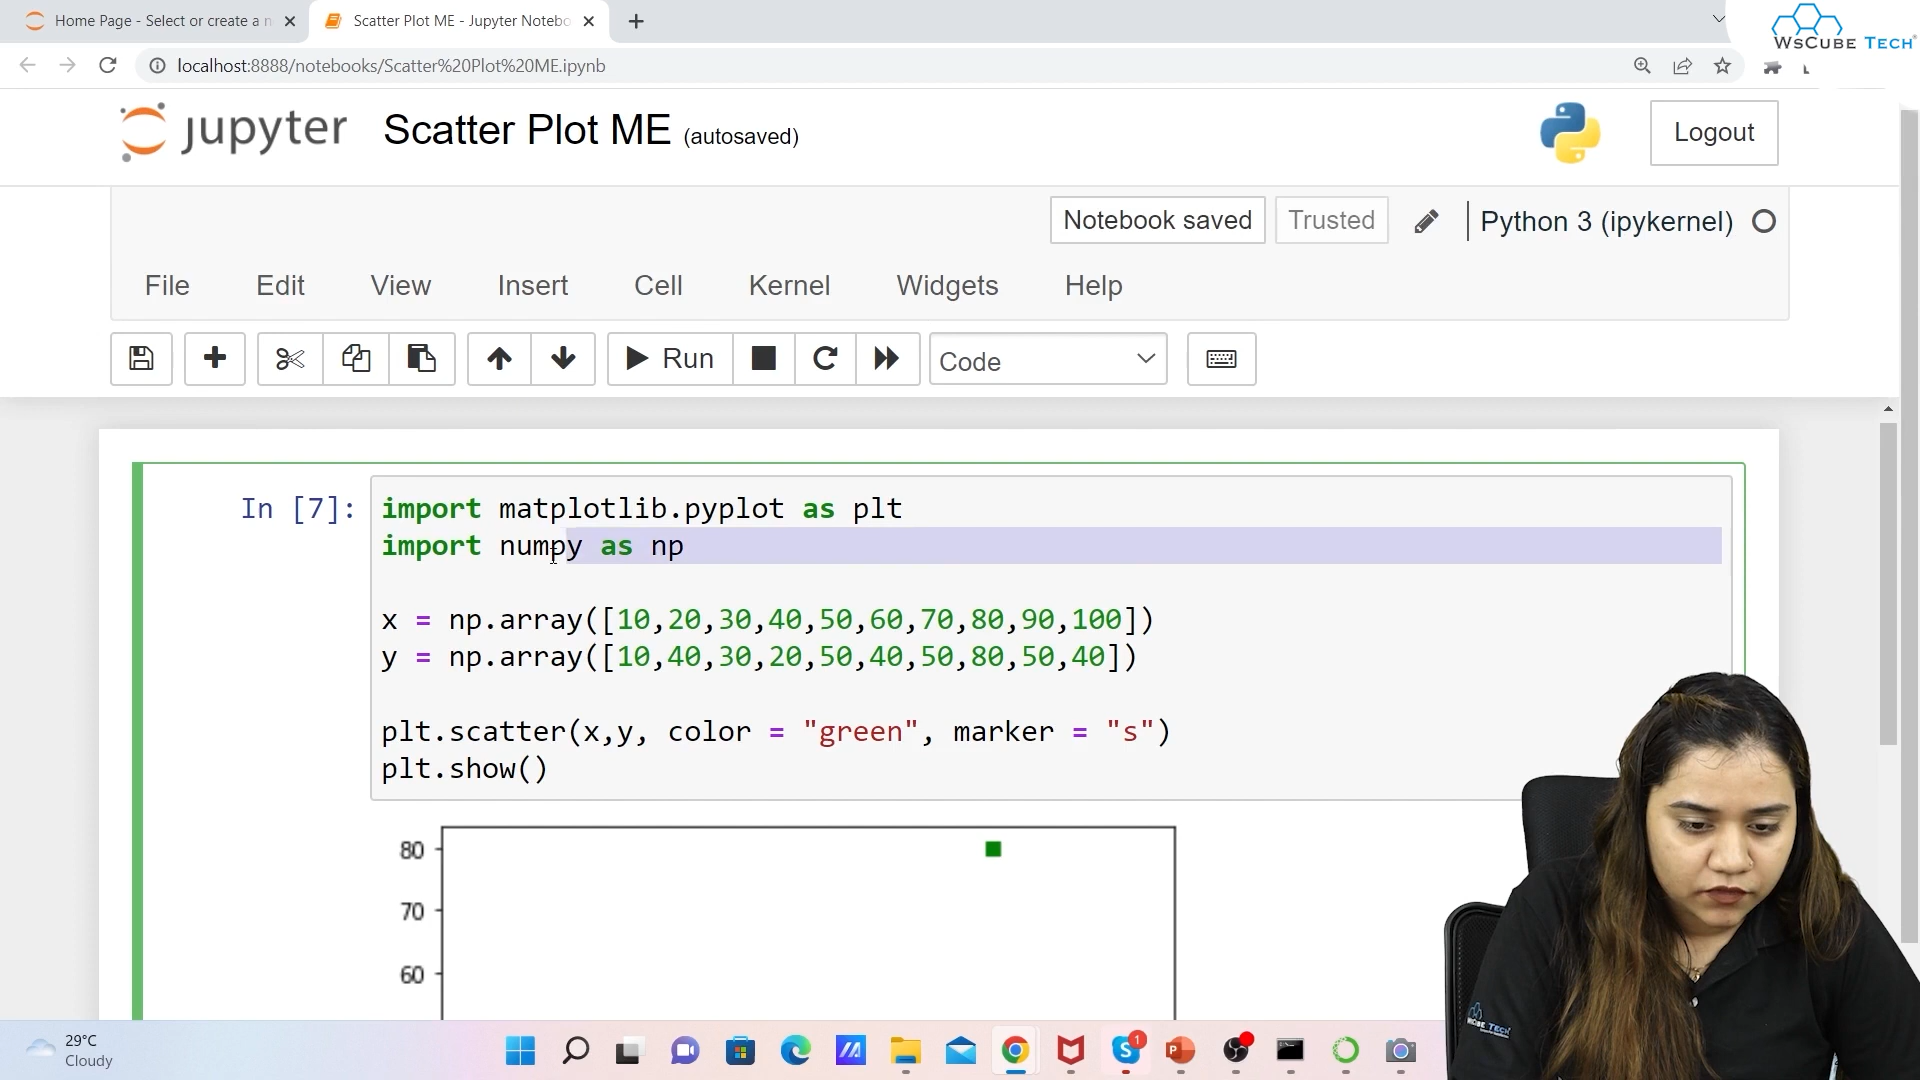 Home Page - Select or create a n
Scatter Plot ME - Jupyter Notebo
WsCube Tech
localhost:8888/notebooks/Scatter%20Plot%20ME.ipynb
jupyter
Scatter Plot ME (autosaved)
Logout
Notebook saved
Trusted
Python 3 (ipykernel)
File
Edit
View
Insert
Cell
Kernel
Widgets
Help
Run
Code
In [7]:
import matplotlib.pyplot as plt
import numpy as np
x = np.array([10,20,30,40,50,60,70,80,90,100])
y = np.array([10,40,30,20,50,40,50,80,50,40])
plt.scatter(x,y, color = "green", marker = "s")
plt.show()
80
70
60
WsCube Tech
29°C
Cloudy
1